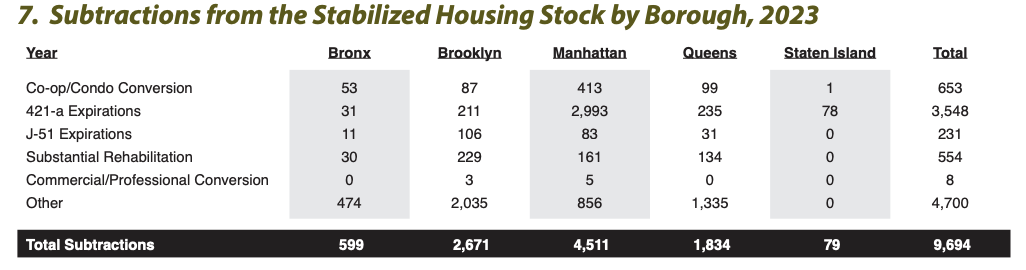 7. Subtractions from the Stabilized Housing Stock by Borough, 2023
Year Bronx Brooklyn Manhattan Queens Staten Island Total
Co-op/Condo Conversion 53 87 413 99 1 653
421-a Expirations 31 211 2,993 235 78 3,548
J-51 Expirations 11 106 83 31 0 231
Substantial Rehabilitation 30 229 161 134 0 554
Commercial/Professional Conversion 0 3 5 0 0 8
Other 474 2,035 856 1,335 0 4,700
Total Subtractions 599 2,671 4,511 1,834 79 9,694